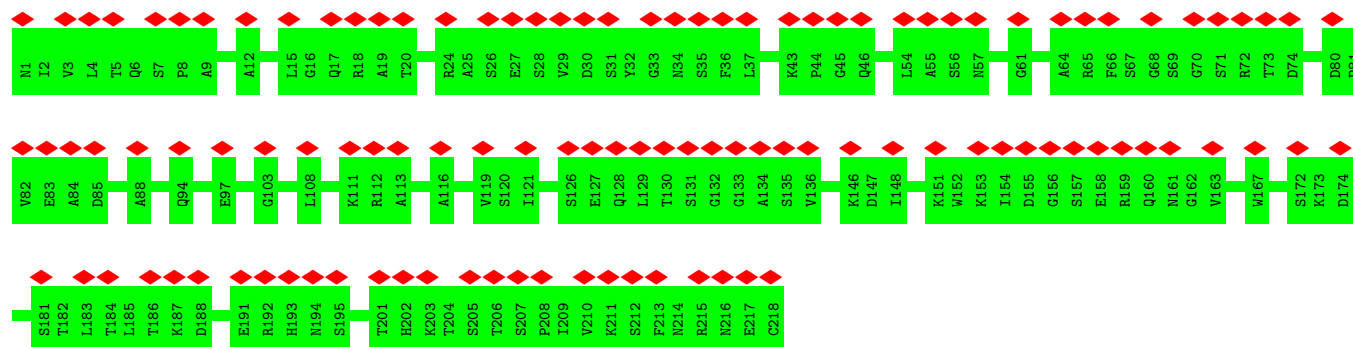 N1 I2 V3 L4 T5 Q6 S7 P8 A9 A12 L15 G16 Q17 R18 A19 T20 R24 A25 S26 E27 S28 V29 D30 S31 Y32 G33 N34 S35 F36 L37 K43 P44 G45 Q46 L54 A55 S56 N57 G61 A64 R65 F66 S67 G68 S69 G70 S71 R72 T73 D74 D80
V82 E83 A84 D85 A88 Q94 E97 G103 L108 K111 R112 A113 A116 V119 S120 I121 S126 E127 Q128 L129 T130 S131 G132 G133 A134 S135 V136 K146 D147 I148 K151 W152 K153 I154 D155 G156 S157 E158 R159 Q160 N161 G162 V163 W167 S172 K173 D174
S181 T182 L183 T184 L185 T186 K187 D188 E191 R192 H193 N194 S195 T201 H202 K203 T204 S205 T206 S207 P208 I209 V210 K211 S212 F213 N214 R215 N216 E217 C218